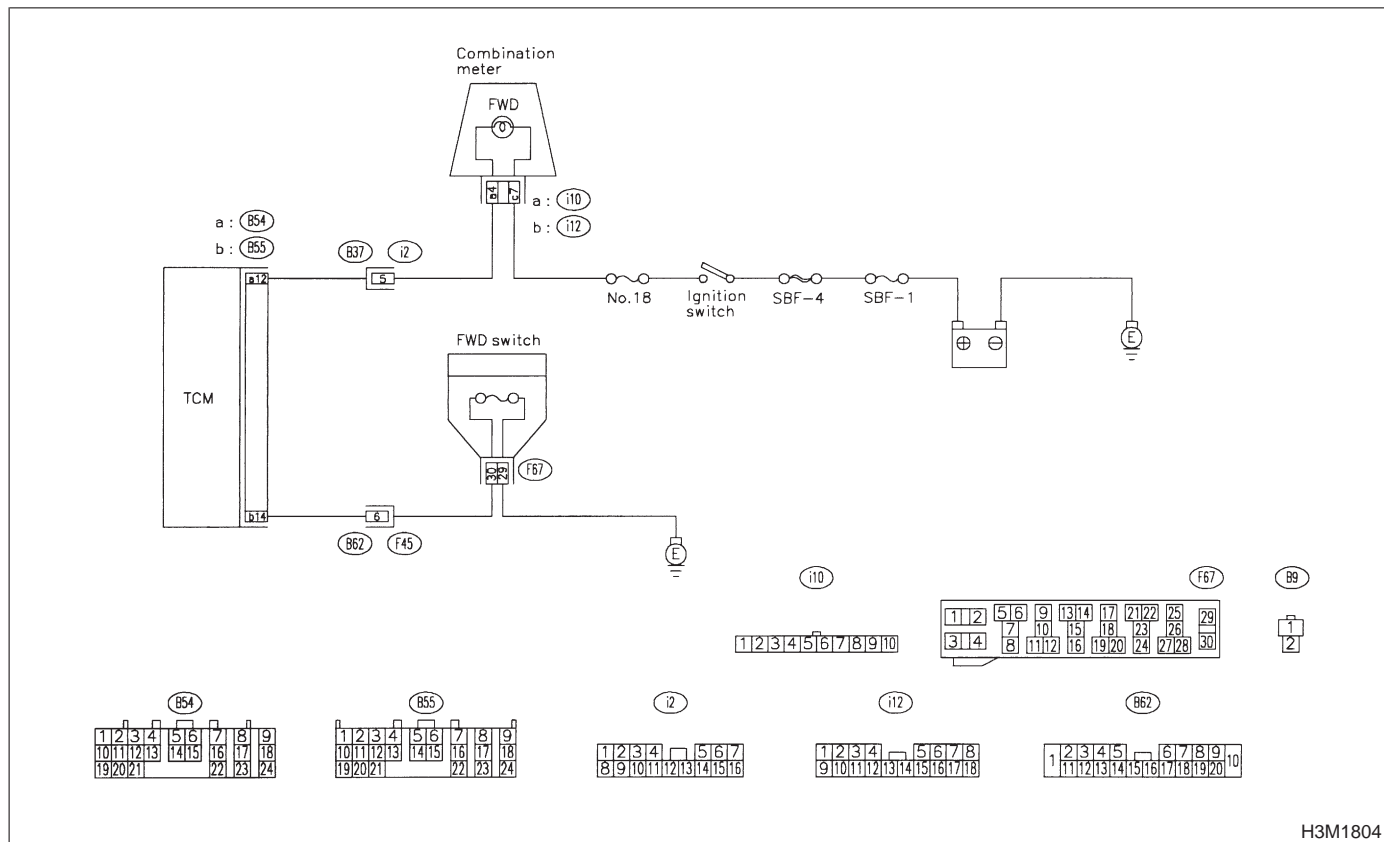 Combination
meter
FWD
a4 c7
a : i10
b : i12
a : B54
b : B55
B37 i2
a12
5
No.18
Ignition
switch
SBF-4
SBF-1
⊕ ⊖
E
FWD switch
TCM
30 29
F67
b14
6
B62 F45
E
i10
1 2 3 4 5 6 7 8 9 10
F67
1 2 5 6 9 13 14 17 21 22 25 29
7 10 15 18 23 26
3 4 8 11 12 16 19 20 24 27 28 30
B9
1
2
B54
1 2 3 4 5 6 7 8 9
10 11 12 13 14 15 16 17 18
19 20 21 22 23 24
B55
1 2 3 4 5 6 7 8 9
10 11 12 13 14 15 16 17 18
19 20 21 22 23 24
i2
1 2 3 4 5 6 7
8 9 10 11 12 13 14 15 16
i12
1 2 3 4 5 6 7 8
9 10 11 12 13 14 15 16 17 18
B62
1 2 3 4 5 6 7 8 9 10
11 12 13 14 15 16 17 18 19 20
H3M1804